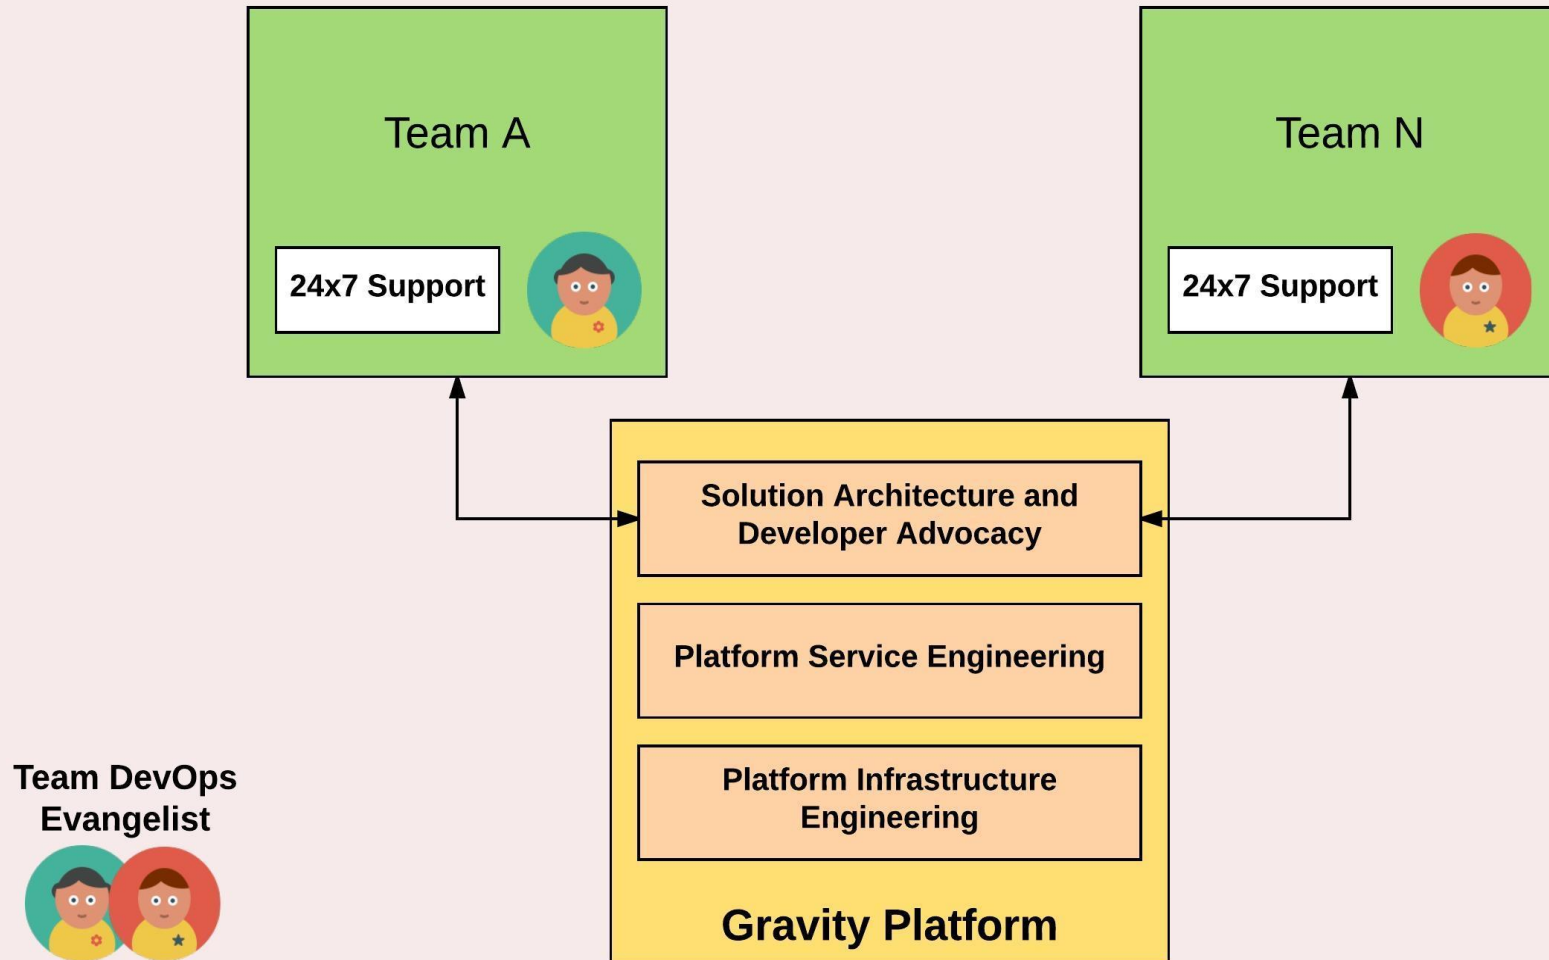 Team A
Team N
24x7 Support
24x7 Support
Solution Architecture and
Developer Advocacy
Platform Service Engineering
Platform Infrastructure
Engineering
Team DevOps
Evangelist
Gravity Platform